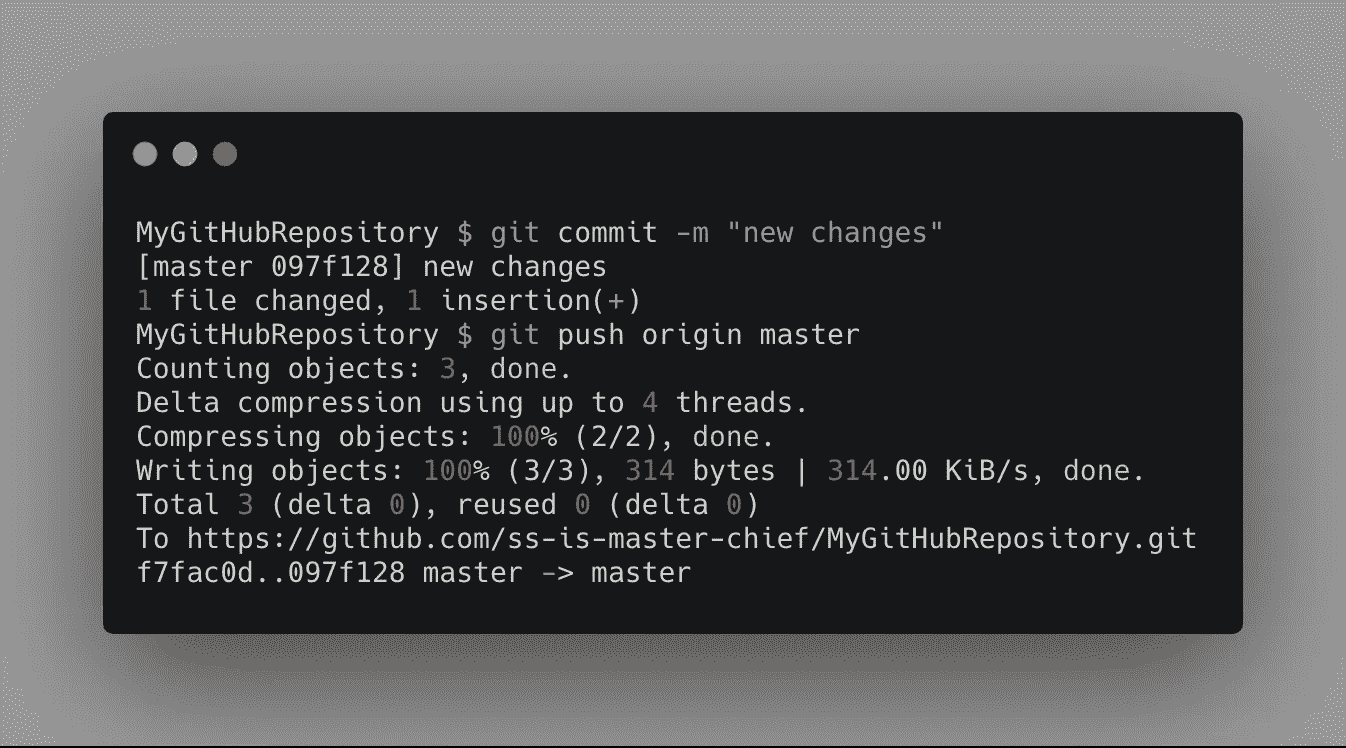 MyGitHubRepository $ git commit -m "new changes"
[master 097f128] new changes
1 file changed, 1 insertion(+)
MyGitHubRepository $ git push origin master
Counting objects: 3, done.
Delta compression using up to 4 threads.
Compressing objects: 100% (2/2), done.
Writing objects: 100% (3/3), 314 bytes | 314.00 KiB/s, done.
Total 3 (delta 0), reused 0 (delta 0)
To https://github.com/ss-is-master-chief/MyGitHubRepository.git
f7fac0d..097f128 master -> master